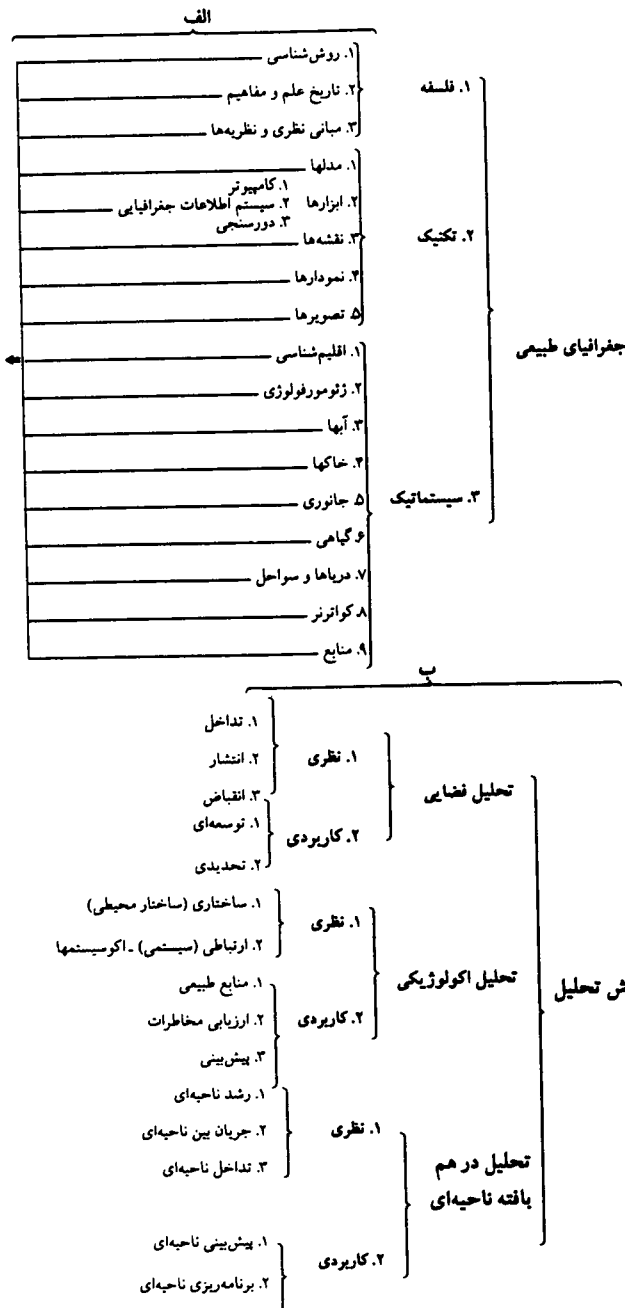 الف
جغرافیای طبیعی
۱. فلسفه
۱. روش‌شناسی
۲. تاریخ علم و مفاهیم
۳. مبانی نظری و نظریه‌ها
۲. تکنیک
۱. مدلها
۲. ابزارها
۱. کامپیوتر
۲. سیستم اطلاعات جغرافیایی
۳. دورسنجی
۳. نقشه‌ها
۴. نمودارها
۵. تصویرها
۳. سیستماتیک
۱. اقلیم‌شناسی
۲. ژئومورفولوژی
۳. آبها
۴. خاکها
۵. جانوری
۶. گیاهی
۷. دریاها و سواحل
۸. کواترنر
۹. منابع
ب
ش تحلیل
تحلیل فضایی
۱. نظری
۱. تداخل
۲. انتشار
۳. انقباض
۲. کاربردی
۱. توسعه‌ای
۲. تحدیدی
تحلیل اکولوژیکی
۱. نظری
۱. ساختاری (ساختار محیطی)
۲. ارتباطی (سیستمی) ـ اکوسیستمها
۲. کاربردی
۱. منابع طبیعی
۲. ارزیابی مخاطرات
۳. پیش‌بینی
تحلیل در هم
بافته ناحیه‌ای
۱. نظری
۱. رشد ناحیه‌ای
۲. جریان بین ناحیه‌ای
۳. تداخل ناحیه‌ای
۲. کاربردی
۱. پیش‌بینی ناحیه‌ای
۲. برنامه‌ریزی ناحیه‌ای